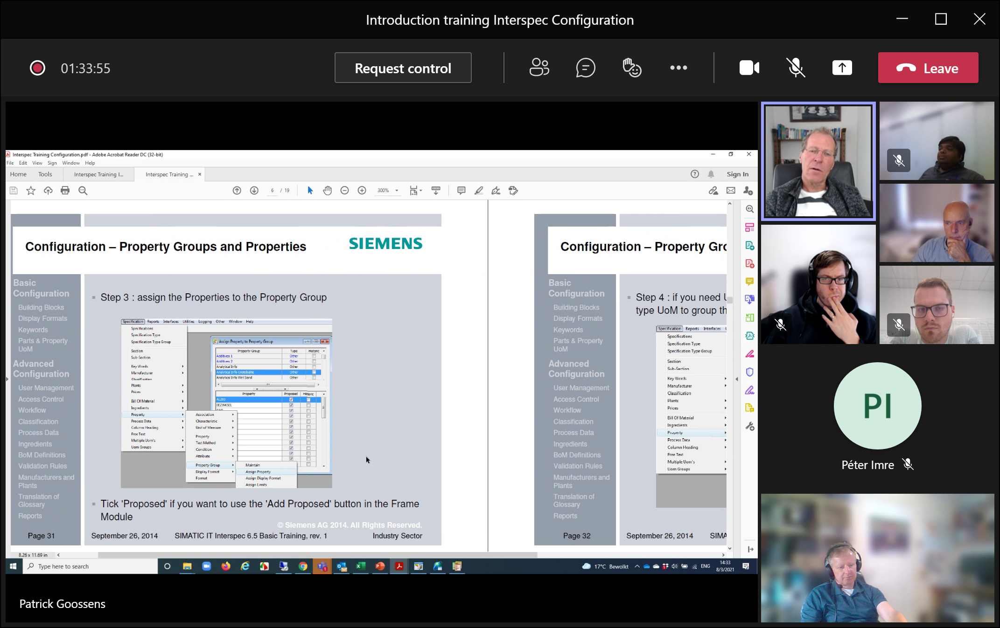 Introduction training Interspec Configuration
01:33:55
Request control
Leave
Interspec Training Configuration.pdf - Adobe Acrobat Reader DC (32-bit)
File Edit View Sign Window Help
Home Tools Interspec Training I... Interspec Training ... × Sign In
6 / 19 300%
Configuration – Property Groups and Properties
SIEMENS
Basic
Configuration
Building Blocks
Display Formats
Keywords
Parts & Property
UoM
Advanced
Configuration
User Management
Access Control
Workflow
Classification
Process Data
Ingredients
BoM Definitions
Validation Rules
Manufacturers and
Plants
Translation of
Glossary
Reports
Page 31
Step 3 : assign the Properties to the Property Group
Specification Reports Interfaces Utilities Logging Other Window Help
Specifications
Specification Type
Specification Type Group
Section
Sub-Section
Key Words
Manufacturer
Classification
Plants
Prices
Bill Of Material
Ingredients
Property
Process Data
Column Heading
Free Text
Multiple Uom's
Uom Groups
Association
Characteristic
Unit of Measure
Property
Test Method
Condition
Attribute
Property Group
Display Format
Format
Maintain
Assign Property
Assign Display Format
Assign Limits
Assign Property to Property Group
Property Group Type Historic
Additives 1 Other
Additives 2 Other
Analytical Info Other
Analytical Info Cristobalite Other
Analytical Info Wet Sand Other
Property Proposed Historic
BEZINKSEL
Tick 'Proposed' if you want to use the 'Add Proposed' button in the Frame
Module
© Siemens AG 2014. All Rights Reserved.
September 26, 2014 SIMATIC IT Interspec 6.5 Basic Training, rev. 1 Industry Sector
Configuration – Property Gro
Basic
Configuration
Building Blocks
Display Formats
Keywords
Parts & Property
UoM
Advanced
Configuration
User Management
Access Control
Workflow
Classification
Process Data
Ingredients
BoM Definitions
Validation Rules
Manufacturers and
Plants
Translation of
Glossary
Reports
Page 32
Step 4 : if you need U
type UoM to group th
Specification Reports Interfaces
Specifications
Specification Type
Specification Type Group
Section
Sub-Section
Key Words
Manufacturer
Classification
Plants
Prices
Bill Of Material
Ingredients
Property
Process Data
Column Heading
Free Text
Multiple Uom's
Uom Groups
September 26, 2014 SIMA
8.26 x 11.69 in
Type here to search
17°C Bewolkt ENG
14:33
8/3/2021
Patrick Goossens
PI
Péter Imre